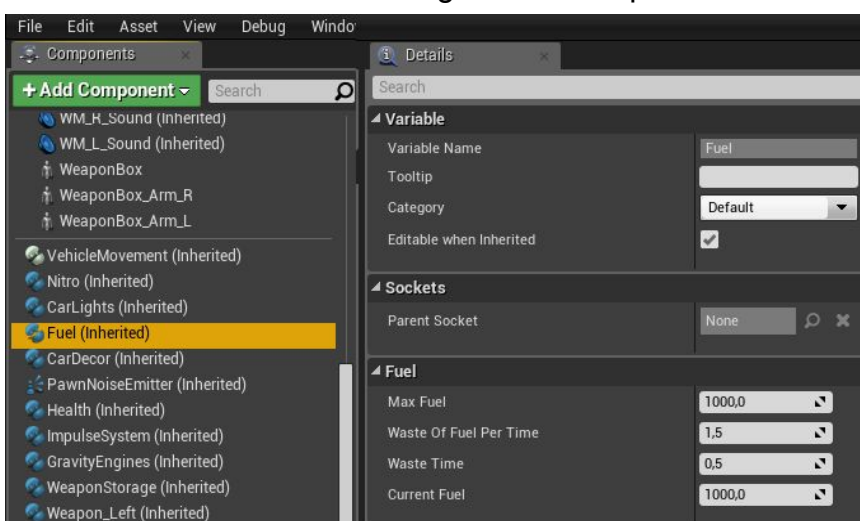 File Edit Asset View Debug
Components
+Add Component
Search
WM_R_Sound (Inherited)
WM_L_Sound (Inherited)
WeaponBox
WeaponBox_Arm_R
WeaponBox_Arm_L
VehicleMovement (Inherited)
Nitro (Inherited)
CarLights (Inherited)
Fuel (Inherited)
CarDecor (Inherited)
PawnNoiseEmitter (Inherited)
Health (Inherited)
ImpulseSystem (Inherited)
GravityEngines (Inherited)
WeaponStorage (Inherited)
Weapon_Left (Inherited)
Details
Search
Variable
Variable Name Fuel
Tooltip
Category Default
Editable when Inherited
Sockets
Parent Socket None
Fuel
Max Fuel 1000,0
Waste Of Fuel Per Time 1,5
Waste Time 0,5
Current Fuel 1000,0